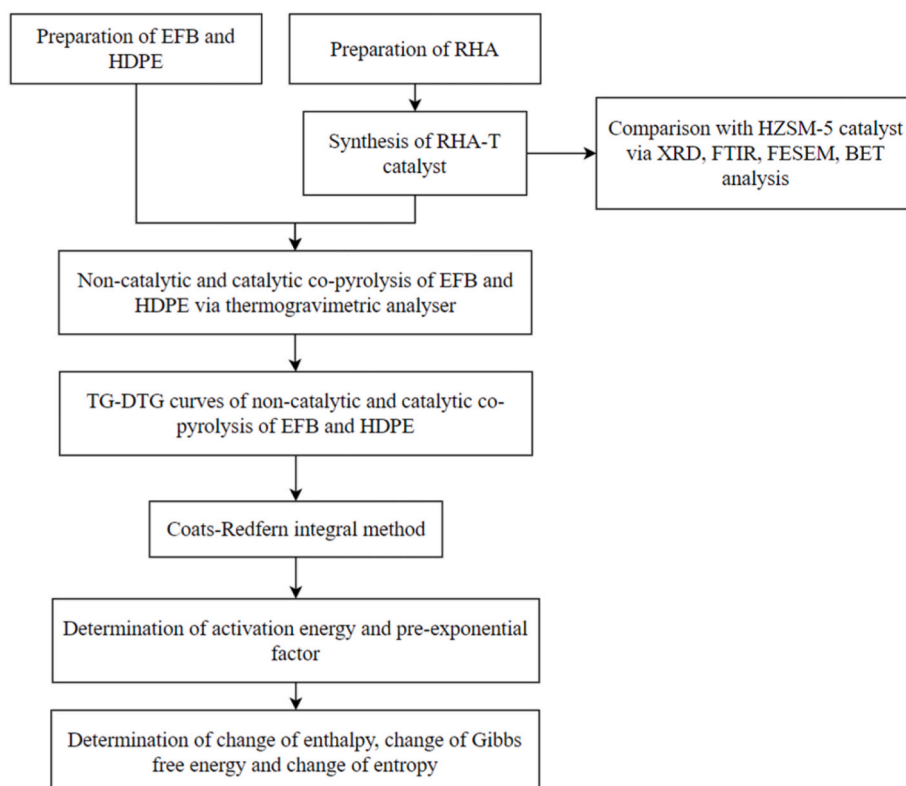 Preparation of EFB and
HDPE
Preparation of RHA
Synthesis of RHA-T
catalyst
Comparison with HZSM-5 catalyst
via XRD, FTIR, FESEM, BET
analysis
Non-catalytic and catalytic co-pyrolysis of EFB and
HDPE via thermogravimetric analyser
TG-DTG curves of non-catalytic and catalytic co-
pyrolysis of EFB and HDPE
Coats-Redfern integral method
Determination of activation energy and pre-exponential
factor
Determination of change of enthalpy, change of Gibbs
free energy and change of entropy